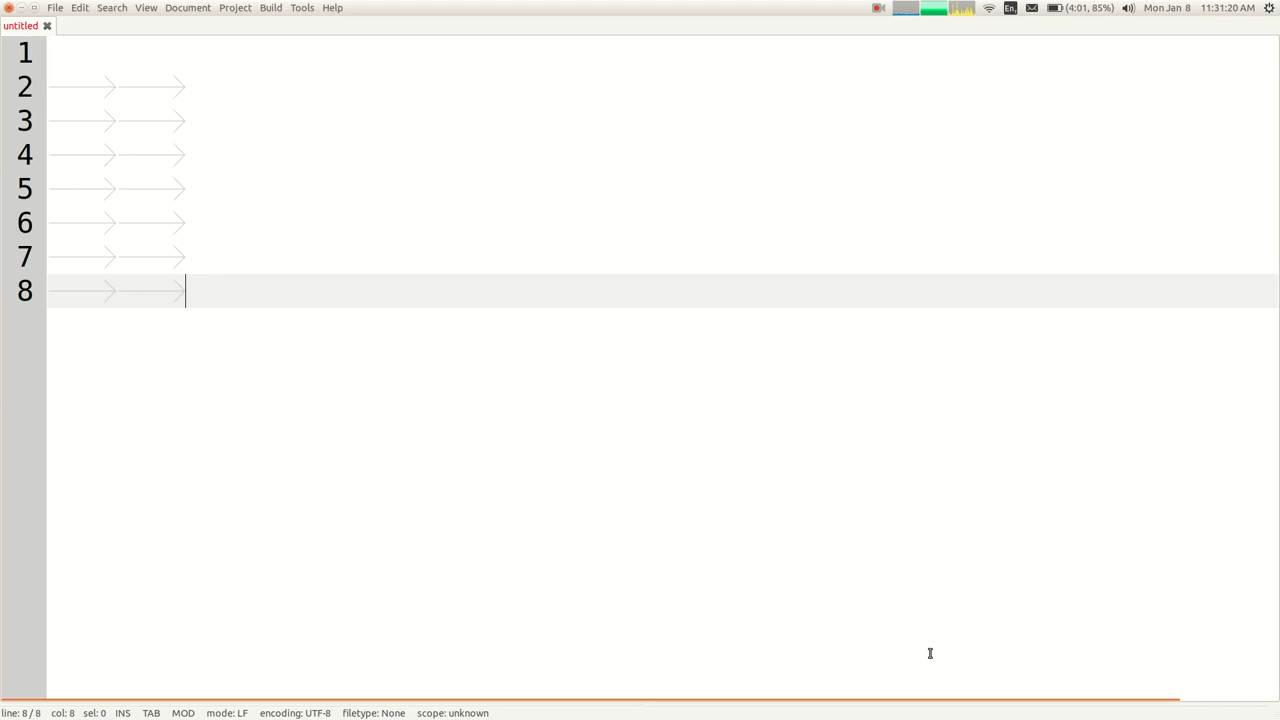 File Edit Search View Document Project Build Tools Help En, (4:01, 85%) Mon Jan 8 11:31:20 AM
untitled
1
2
3
4
5
6
7
8
line: 8 / 8 col: 8 sel: 0 INS TAB MOD mode: LF encoding: UTF-8 filetype: None scope: unknown